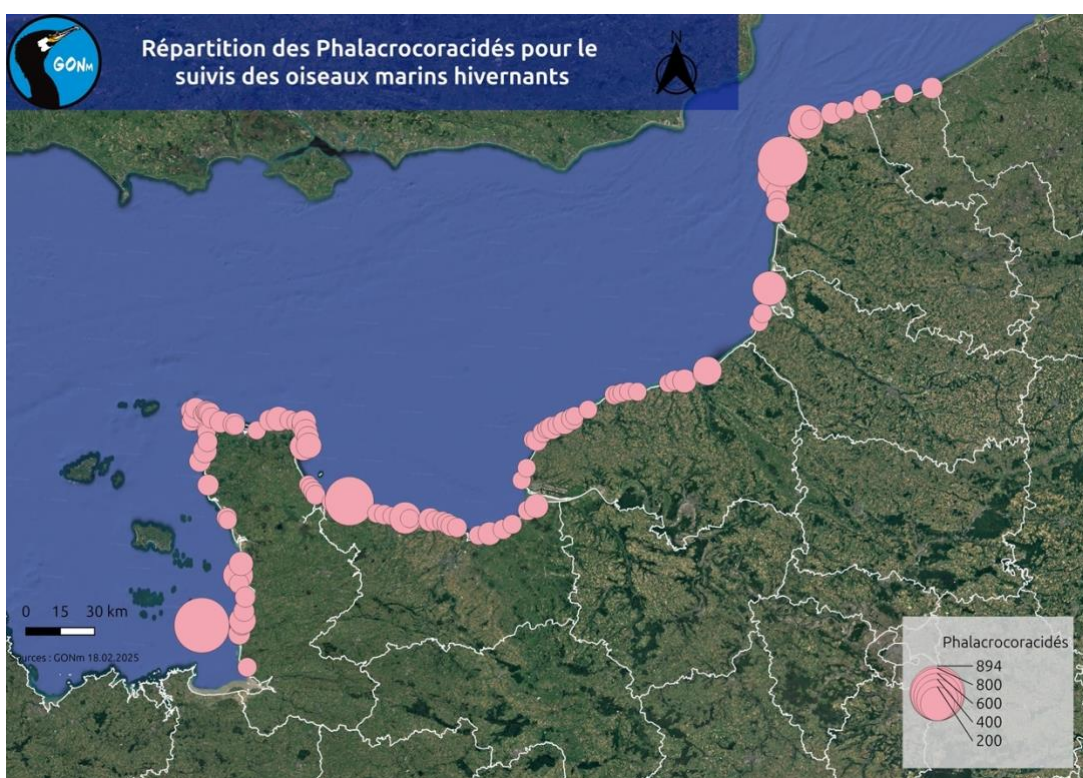 GONm
Répartition des Phalacrocoracidés pour le
suivis des oiseaux marins hivernants
N
0 15 30 km
Sources : GONm 18.02.2025
Phalacrocoracidés
894
800
600
400
200